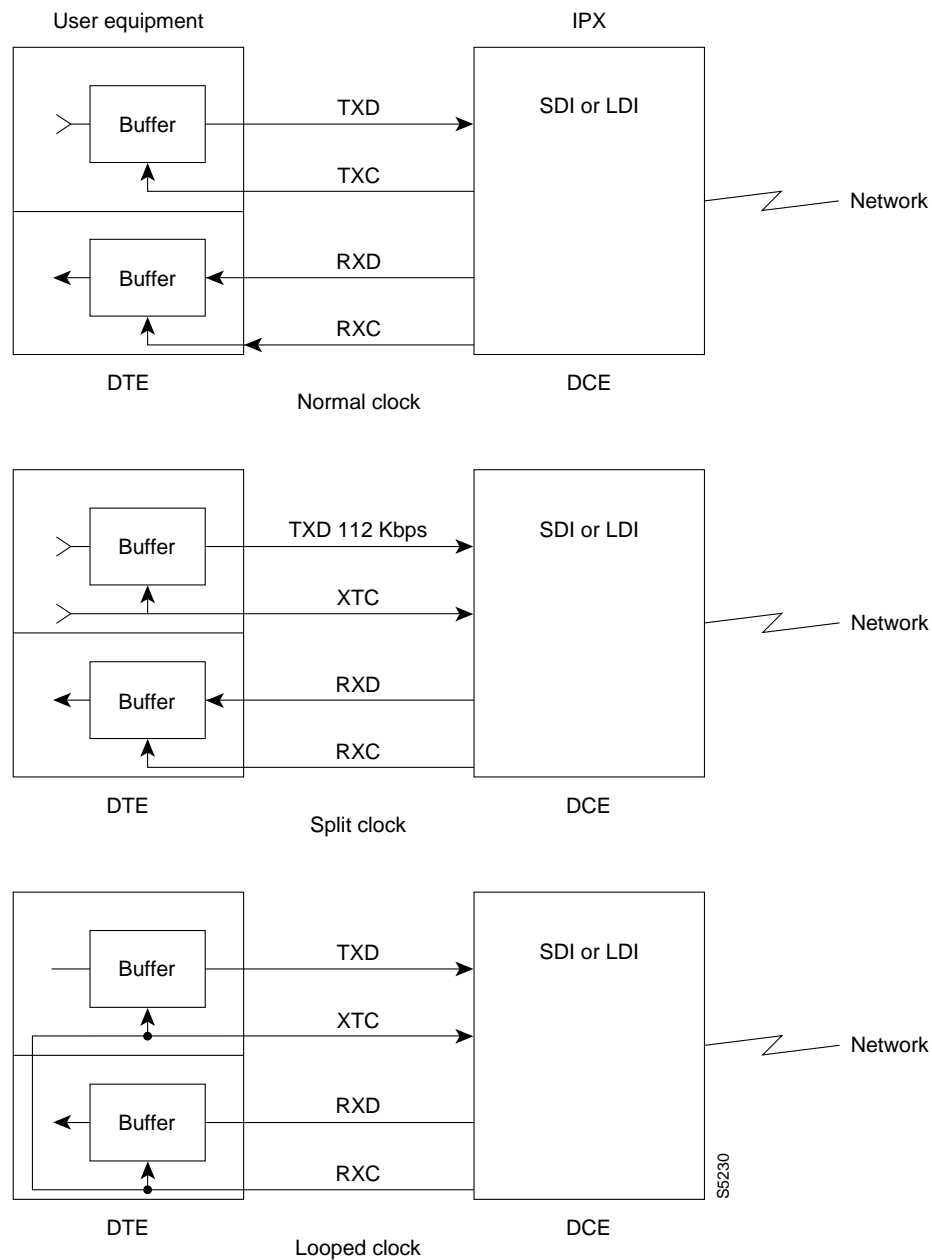 User equipment
IPX
Buffer
TXD
SDI or LDI
TXC
Network
Buffer
RXD
RXC
DTE
Normal clock
DCE
Buffer
TXD 112 Kbps
SDI or LDI
XTC
Network
Buffer
RXD
RXC
DTE
Split clock
DCE
Buffer
TXD
SDI or LDI
XTC
Network
Buffer
RXD
RXC
S5230
DTE
Looped clock
DCE